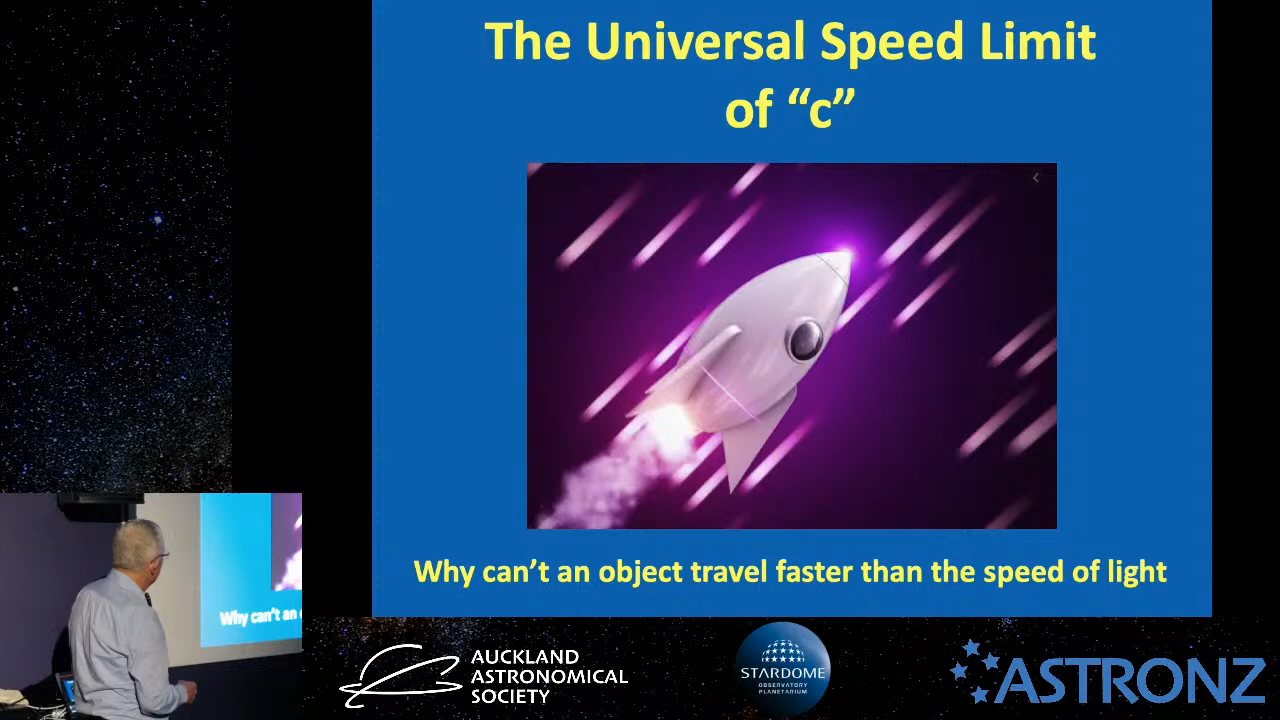 The Universal Speed Limit
of “c”
Why can’t an object travel faster than the speed of light
Why can’t an
AUCKLAND
ASTRONOMICAL
SOCIETY
STARDOME
OBSERVATORY
PLANETARIUM
ASTRONZ